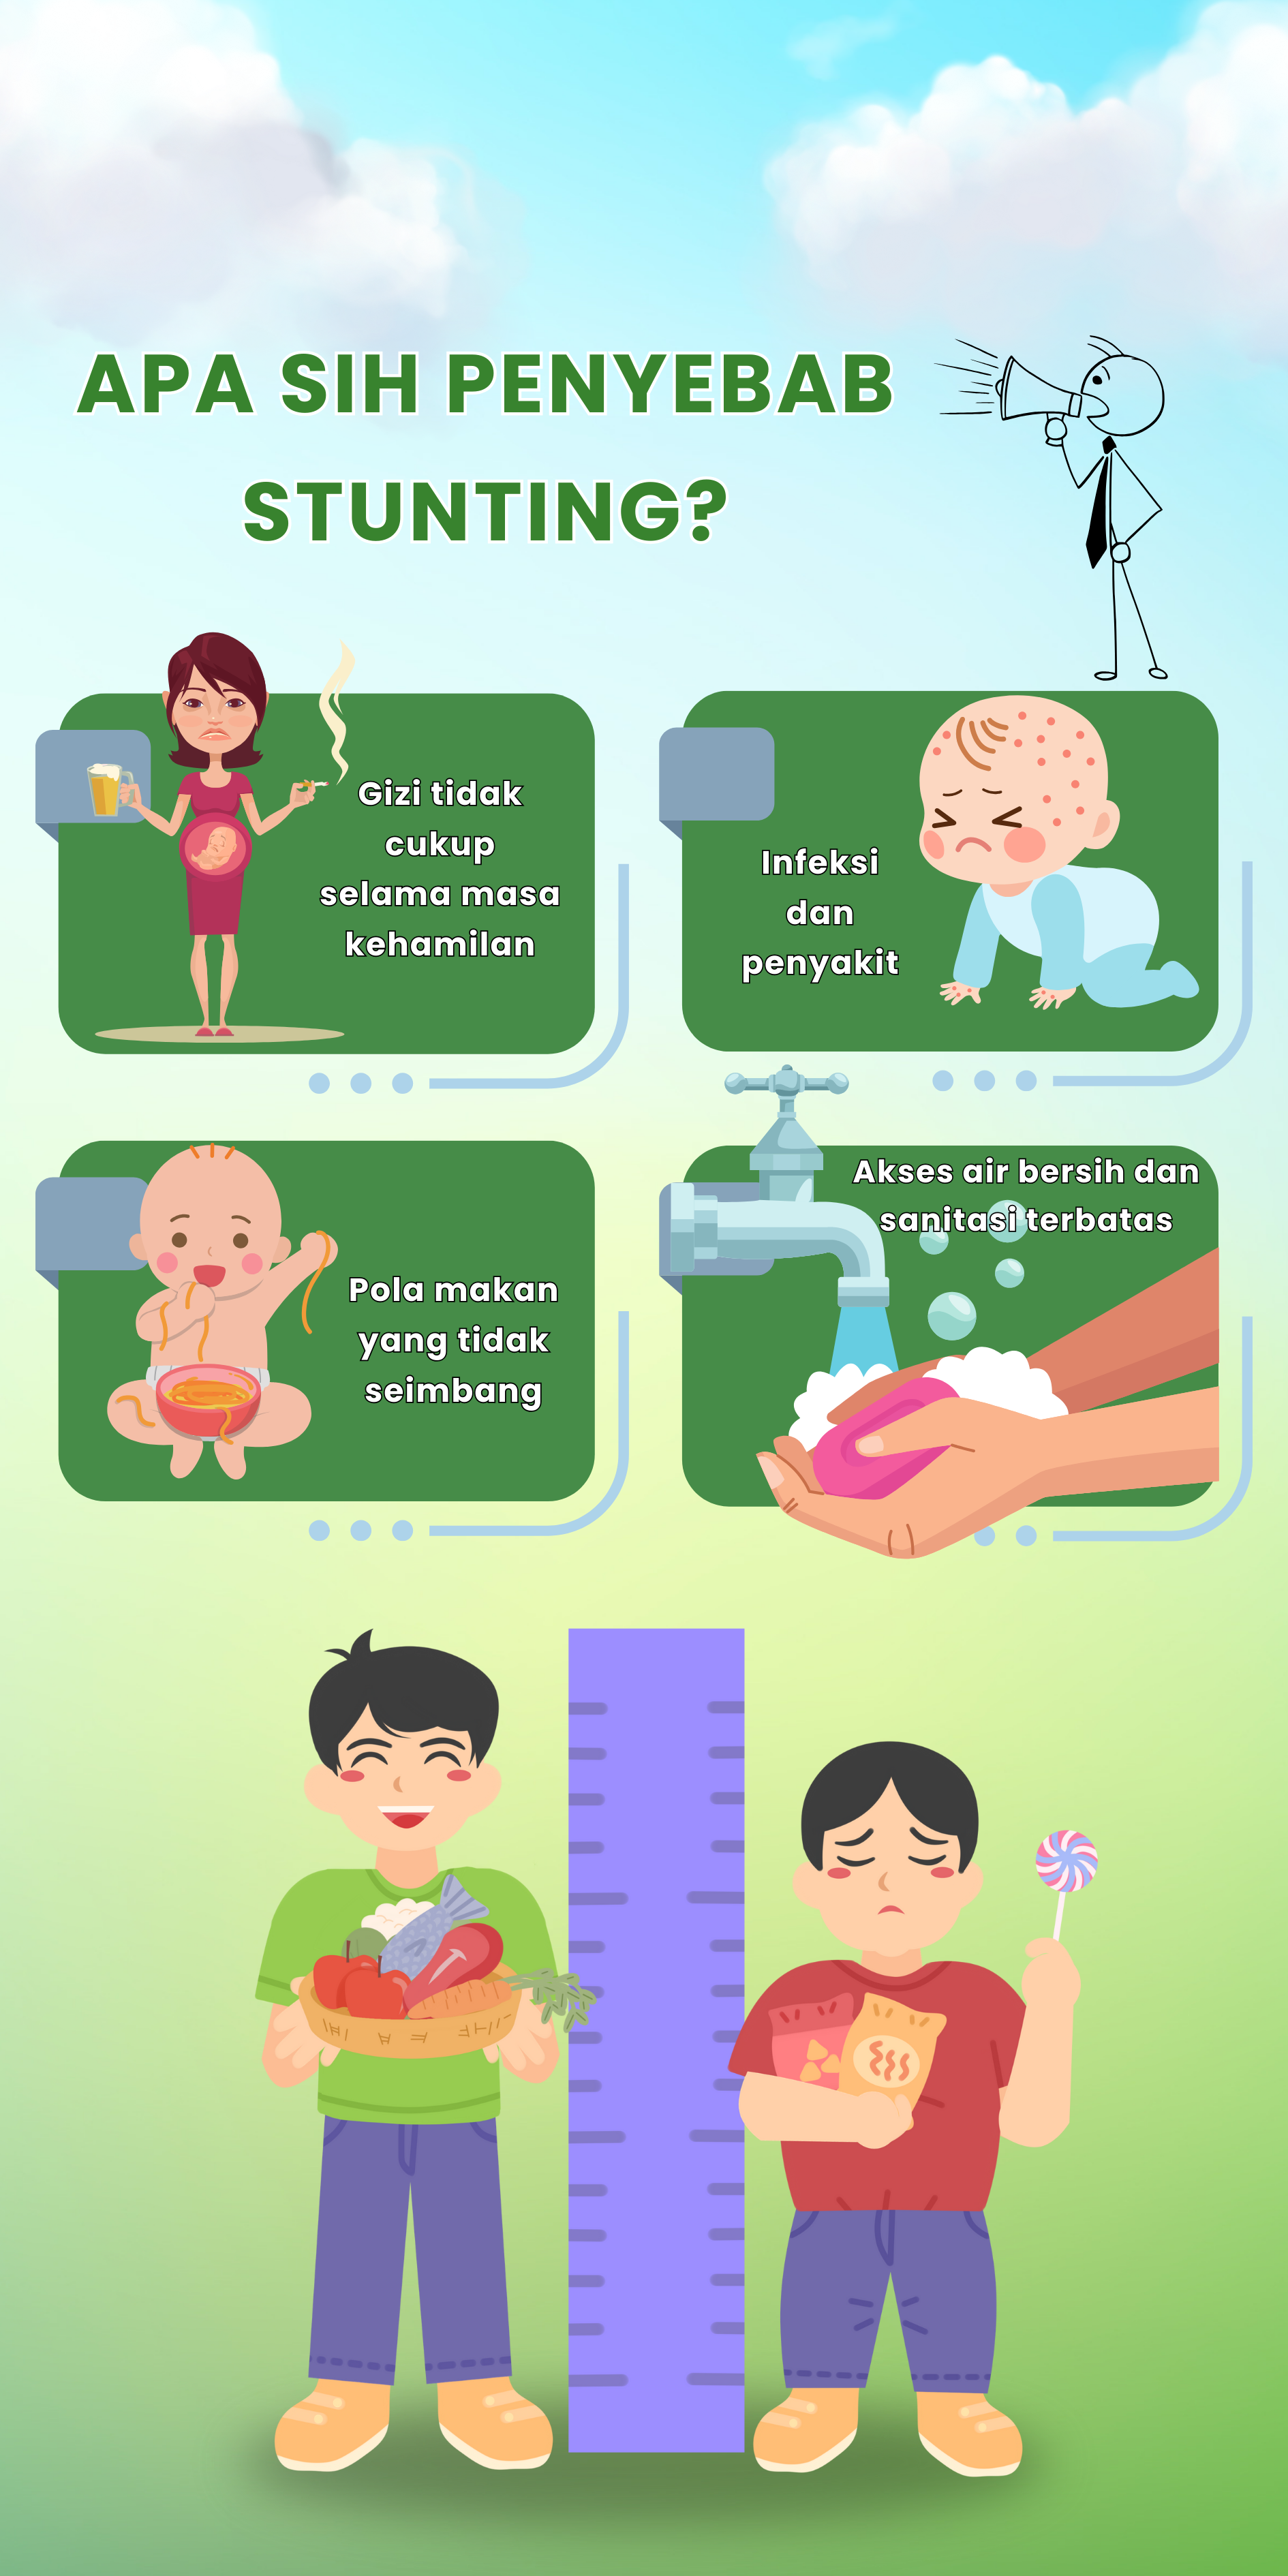 APA SIH PENYEBAB
STUNTING?
Gizi tidak
cukup
selama masa
kehamilan
Infeksi
dan
penyakit
Pola makan
yang tidak
seimbang
Akses air bersih dan
sanitasi terbatas